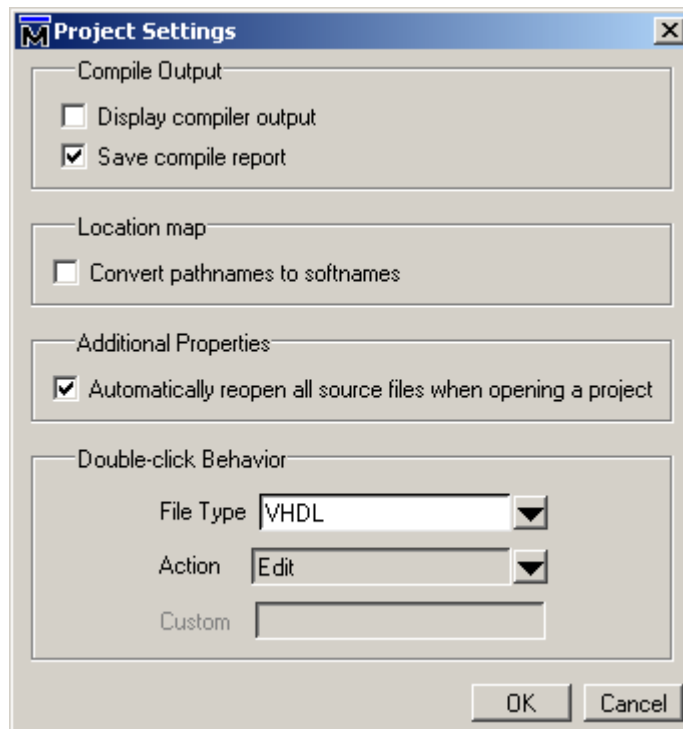 Project Settings
Compile Output
Display compiler output
Save compile report
Location map
Convert pathnames to softnames
Additional Properties
Automatically reopen all source files when opening a project
Double-click Behavior
File Type VHDL
Action Edit
Custom
OK Cancel